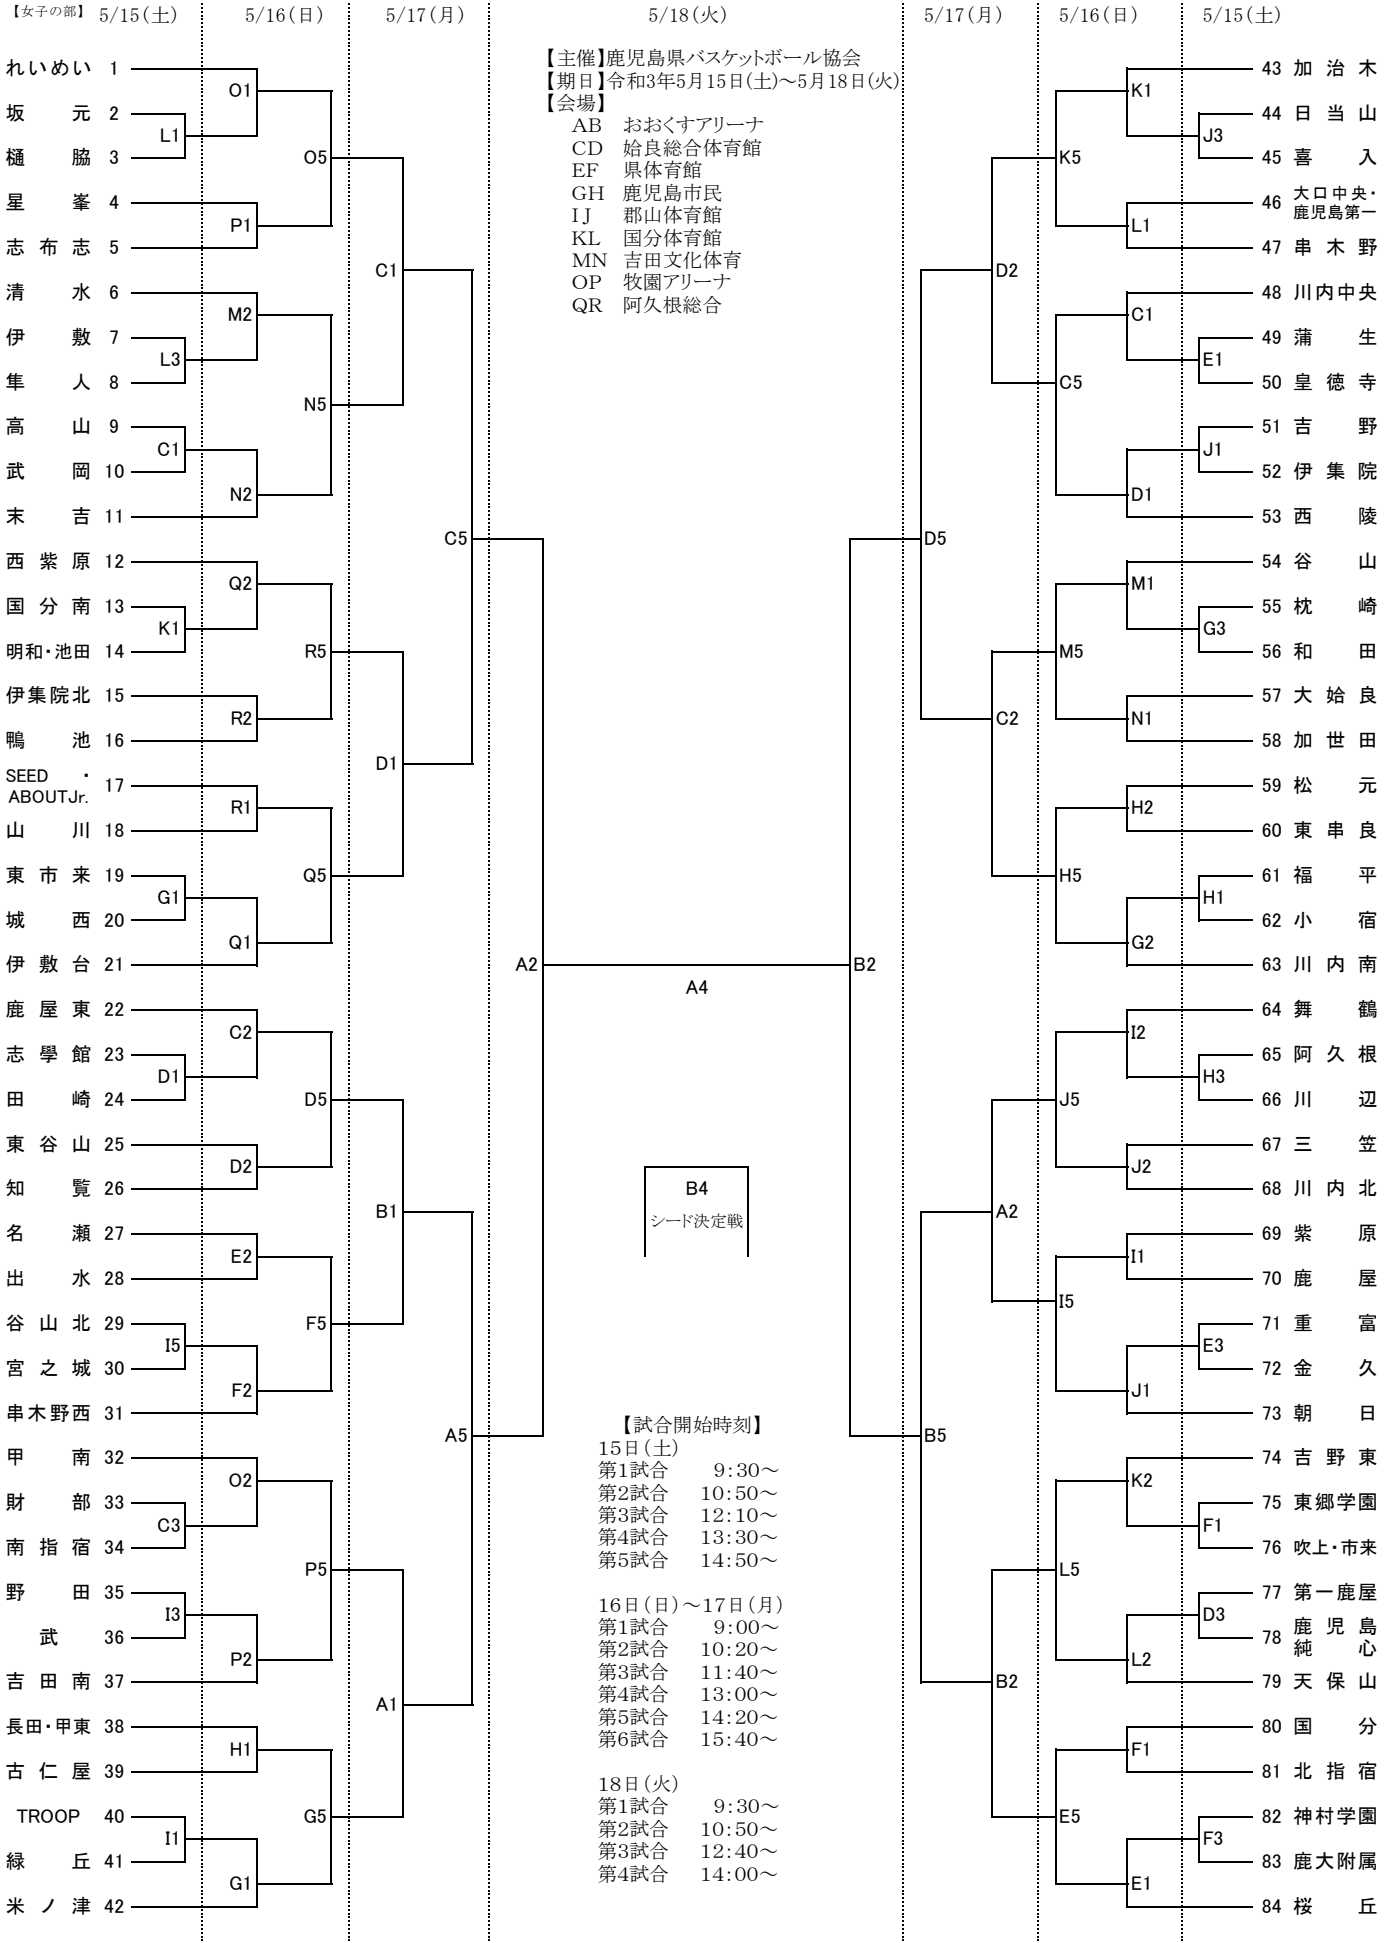 【女子の部】 5/15(土) 5/16(日) 5/17(月) 5/18(火) 5/17(月) 5/16(日) 5/15(土)
【主催】鹿児島県バスケットボール協会
【期日】令和3年5月15日(土)～5月18日(火)
【会場】
AB おおくすアリーナ
CD 姶良総合体育館
EF 県体育館
GH 鹿児島市民
IJ 郡山体育館
KL 国分体育館
MN 吉田文化体育
OP 牧園アリーナ
QR 阿久根総合
れいめい 1
坂元 2
樋脇 3
星峯 4
志布志 5
清水 6
伊敷 7
隼人 8
高山 9
武岡 10
末吉 11
西紫原 12
国分南 13
明和・池田 14
伊集院北 15
鴨池 16
SEED ・
ABOUTJr. 17
山川 18
東市来 19
城西 20
伊敷台 21
鹿屋東 22
志學館 23
田崎 24
東谷山 25
知覧 26
名瀬 27
出水 28
谷山北 29
宮之城 30
串木野西 31
甲南 32
財部 33
南指宿 34
野田 35
武 36
吉田南 37
長田・甲東 38
古仁屋 39
TROOP 40
緑丘 41
米ノ津 42
L1
L3
C1
K1
G1
D1
I5
C3
I3
I1
O1
P1
M2
N2
Q2
R2
R1
Q1
C2
D2
E2
F2
O2
P2
H1
G1
O5
N5
R5
Q5
D5
F5
P5
G5
C1
D1
B1
A1
C5
A5
A2
A4
B2
B4
シード決定戦
【試合開始時刻】
15日(土)
第1試合 9:30～
第2試合 10:50～
第3試合 12:10～
第4試合 13:30～
第5試合 14:50～
16日(日)～17日(月)
第1試合 9:00～
第2試合 10:20～
第3試合 11:40～
第4試合 13:00～
第5試合 14:20～
第6試合 15:40～
18日(火)
第1試合 9:30～
第2試合 10:50～
第3試合 12:40～
第4試合 14:00～
D5
B5
D2
C2
A2
B2
K5
C5
M5
H5
J5
I5
L5
E5
K1
L1
C1
D1
M1
N1
H2
G2
I2
J2
I1
J1
K2
L2
F1
E1
J3
E1
J1
G3
H1
H3
E3
F1
D3
F3
43 加治木
44 日当山
45 喜入
46 大口中央・
鹿児島第一
47 串木野
48 川内中央
49 蒲生
50 皇徳寺
51 吉野
52 伊集院
53 西陵
54 谷山
55 枕崎
56 和田
57 大姶良
58 加世田
59 松元
60 東串良
61 福平
62 小宿
63 川内南
64 舞鶴
65 阿久根
66 川辺
67 三笠
68 川内北
69 紫原
70 鹿屋
71 重富
72 金久
73 朝日
74 吉野東
75 東郷学園
76 吹上・市来
77 第一鹿屋
78 鹿児島
純心
79 天保山
80 国分
81 北指宿
82 神村学園
83 鹿大附属
84 桜丘